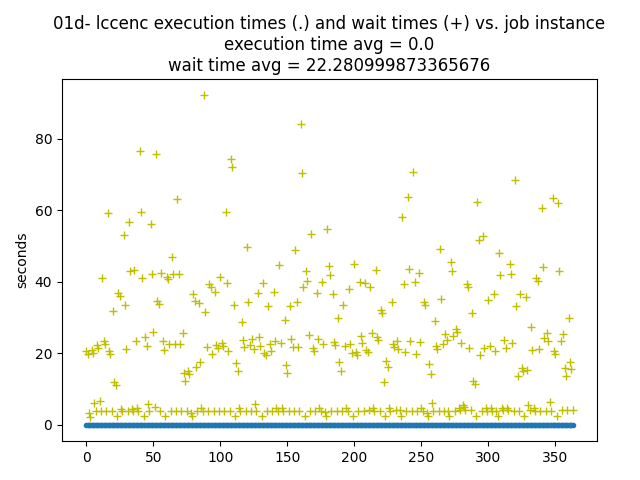 01d- lccenc execution times (.) and wait times (+) vs. job instance
execution time avg = 0.0
wait time avg = 22.280999873365676
80
60
seconds
40
20
0
0 50 100 150 200 250 300 350